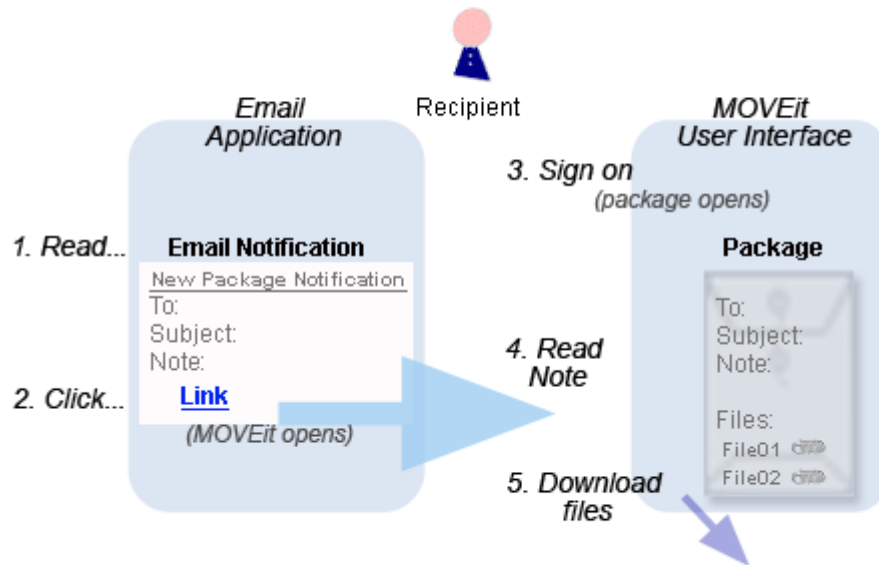 Recipient
Email
Application
1. Read...
Email Notification
New Package Notification
To:
Subject:
Note:
2. Click...
Link
(MOVEit opens)
MOVEit
User Interface
3. Sign on
(package opens)
Package
To:
Subject:
Note:
4. Read
Note
Files:
File01
File02
5. Download
files